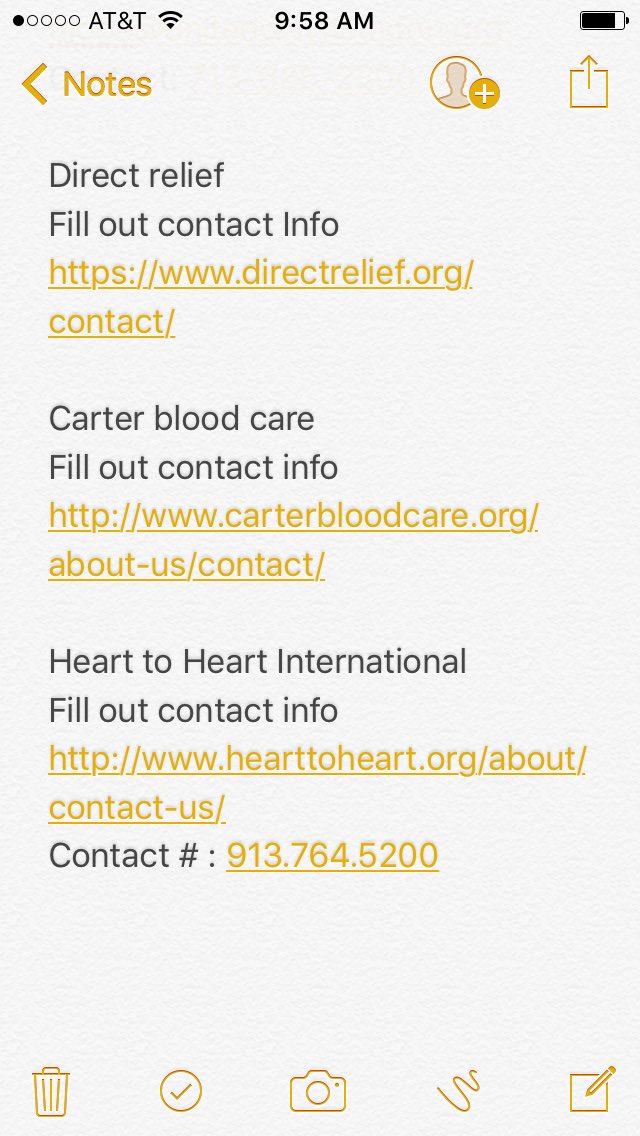 AT&T 9:58 AM
Notes
Direct relief
Fill out contact Info
https://www.directrelief.org/
contact/
Carter blood care
Fill out contact info
http://www.carterbloodcare.org/
about-us/contact/
Heart to Heart International
Fill out contact info
http://www.hearttoheart.org/about/
contact-us/
Contact # : 913.764.5200